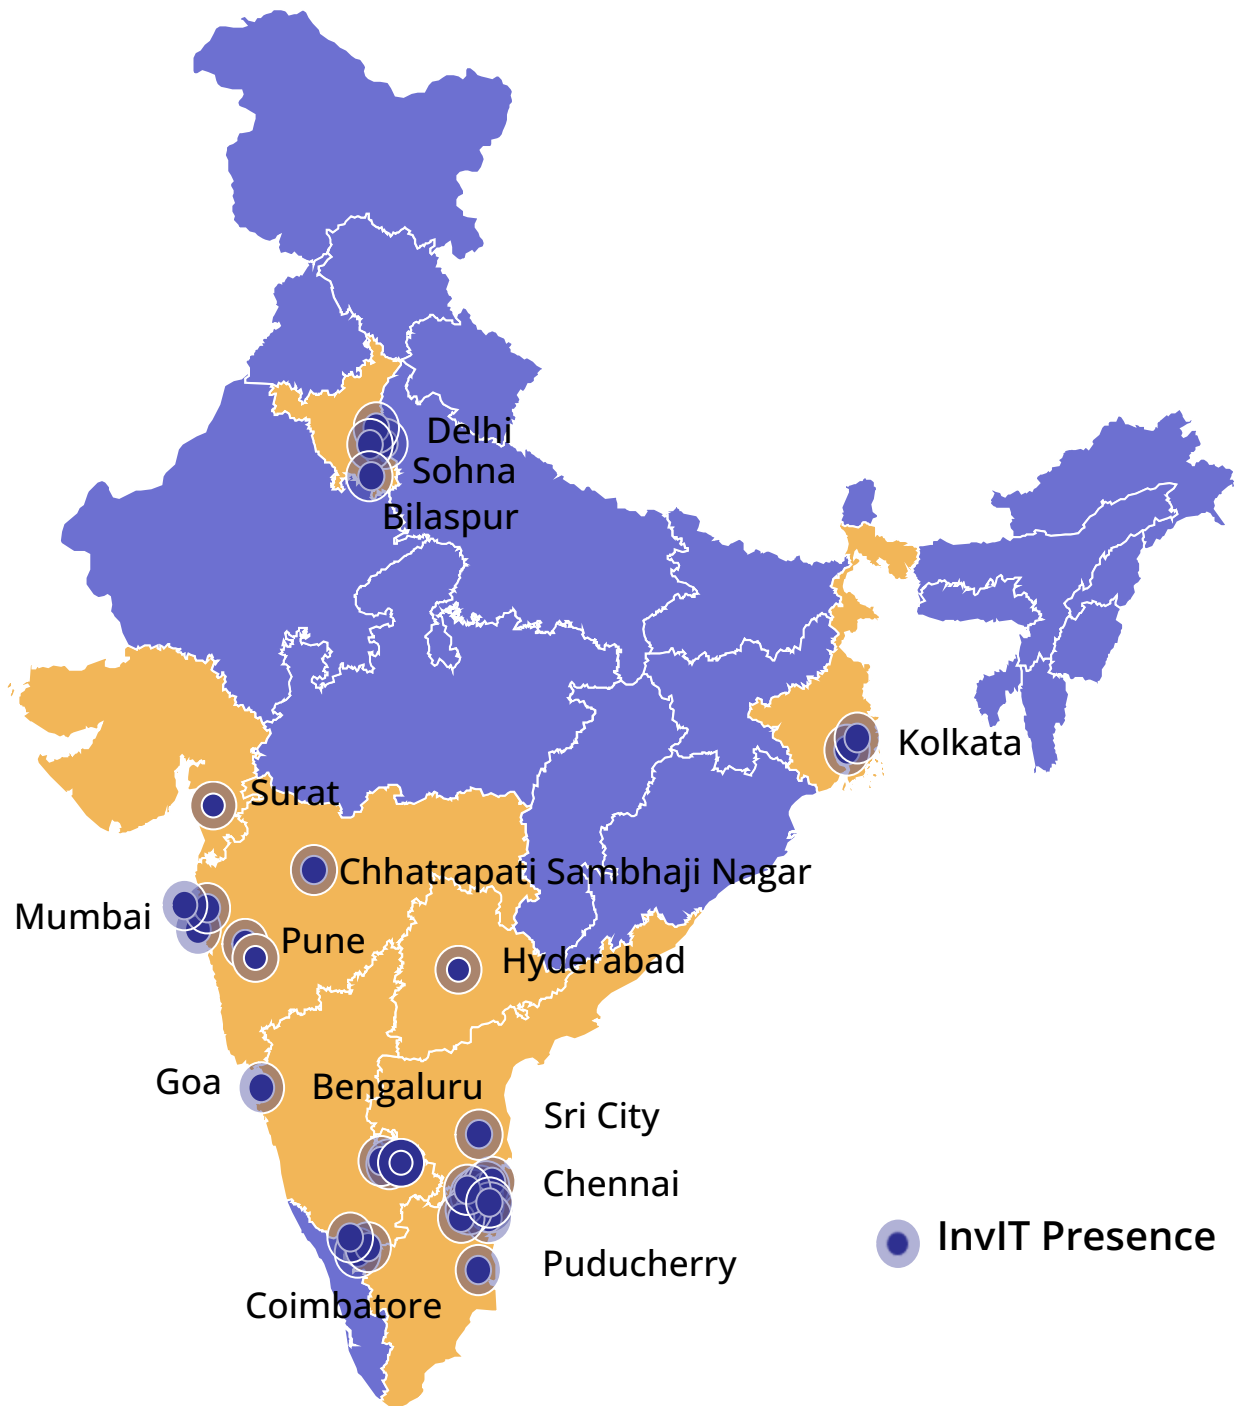 Delhi
Sohna
Bilaspur
Kolkata
Surat
Chhatrapati Sambhaji Nagar
Mumbai
Pune
Hyderabad
Goa
Bengaluru
Sri City
Chennai
InvIT Presence
Puducherry
Coimbatore